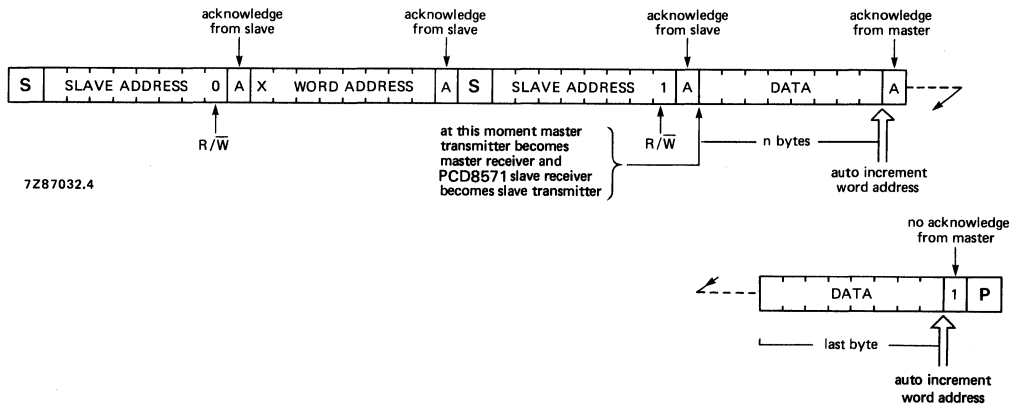 acknowledge
from slave
acknowledge
from slave
acknowledge
from slave
acknowledge
from master
S SLAVE ADDRESS 0 A X WORD ADDRESS A S SLAVE ADDRESS 1 A DATA A
R/W̅
at this moment master
transmitter becomes
master receiver and
PCD8571 slave receiver
becomes slave transmitter
R/W̅
n bytes
auto increment
word address
7Z87032.4
no acknowledge
from master
DATA 1 P
last byte
auto increment
word address